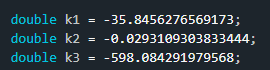 double k1 = -35.8456276569173;
double k2 = -0.0293109303833444;
double k3 = -598.084291979568;